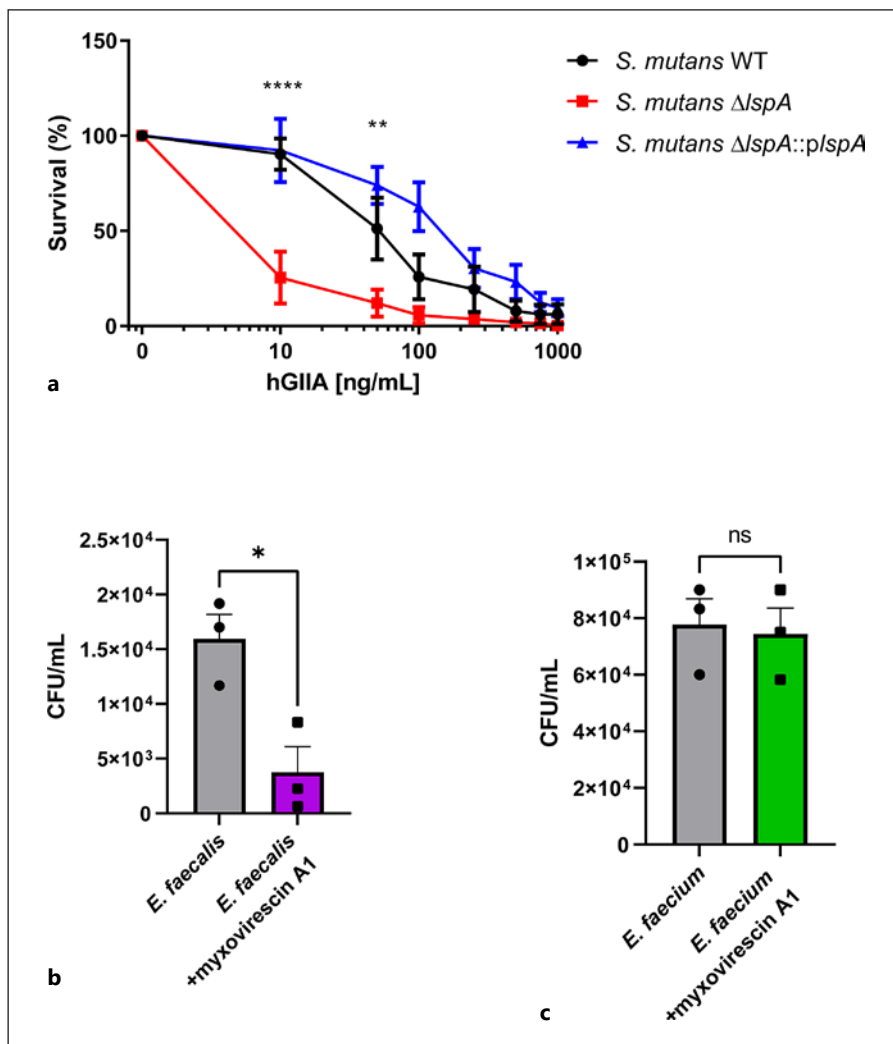 150
100
50
0
Survival (%)
****
**
S. mutans WT
S. mutans ΔlspA
S. mutans ΔlspA::plspA
0
10
100
1000
hGIIA [ng/mL]
a
2.5×10⁴
2×10⁴
1.5×10⁴
1×10⁴
5×10³
0
CFU/mL
*
E. faecalis
E. faecalis
+myxovirescin A1
b
1×10⁵
8×10⁴
6×10⁴
4×10⁴
2×10⁴
0
CFU/mL
ns
E. faecium
E. faecium
+myxovirescin A1
c